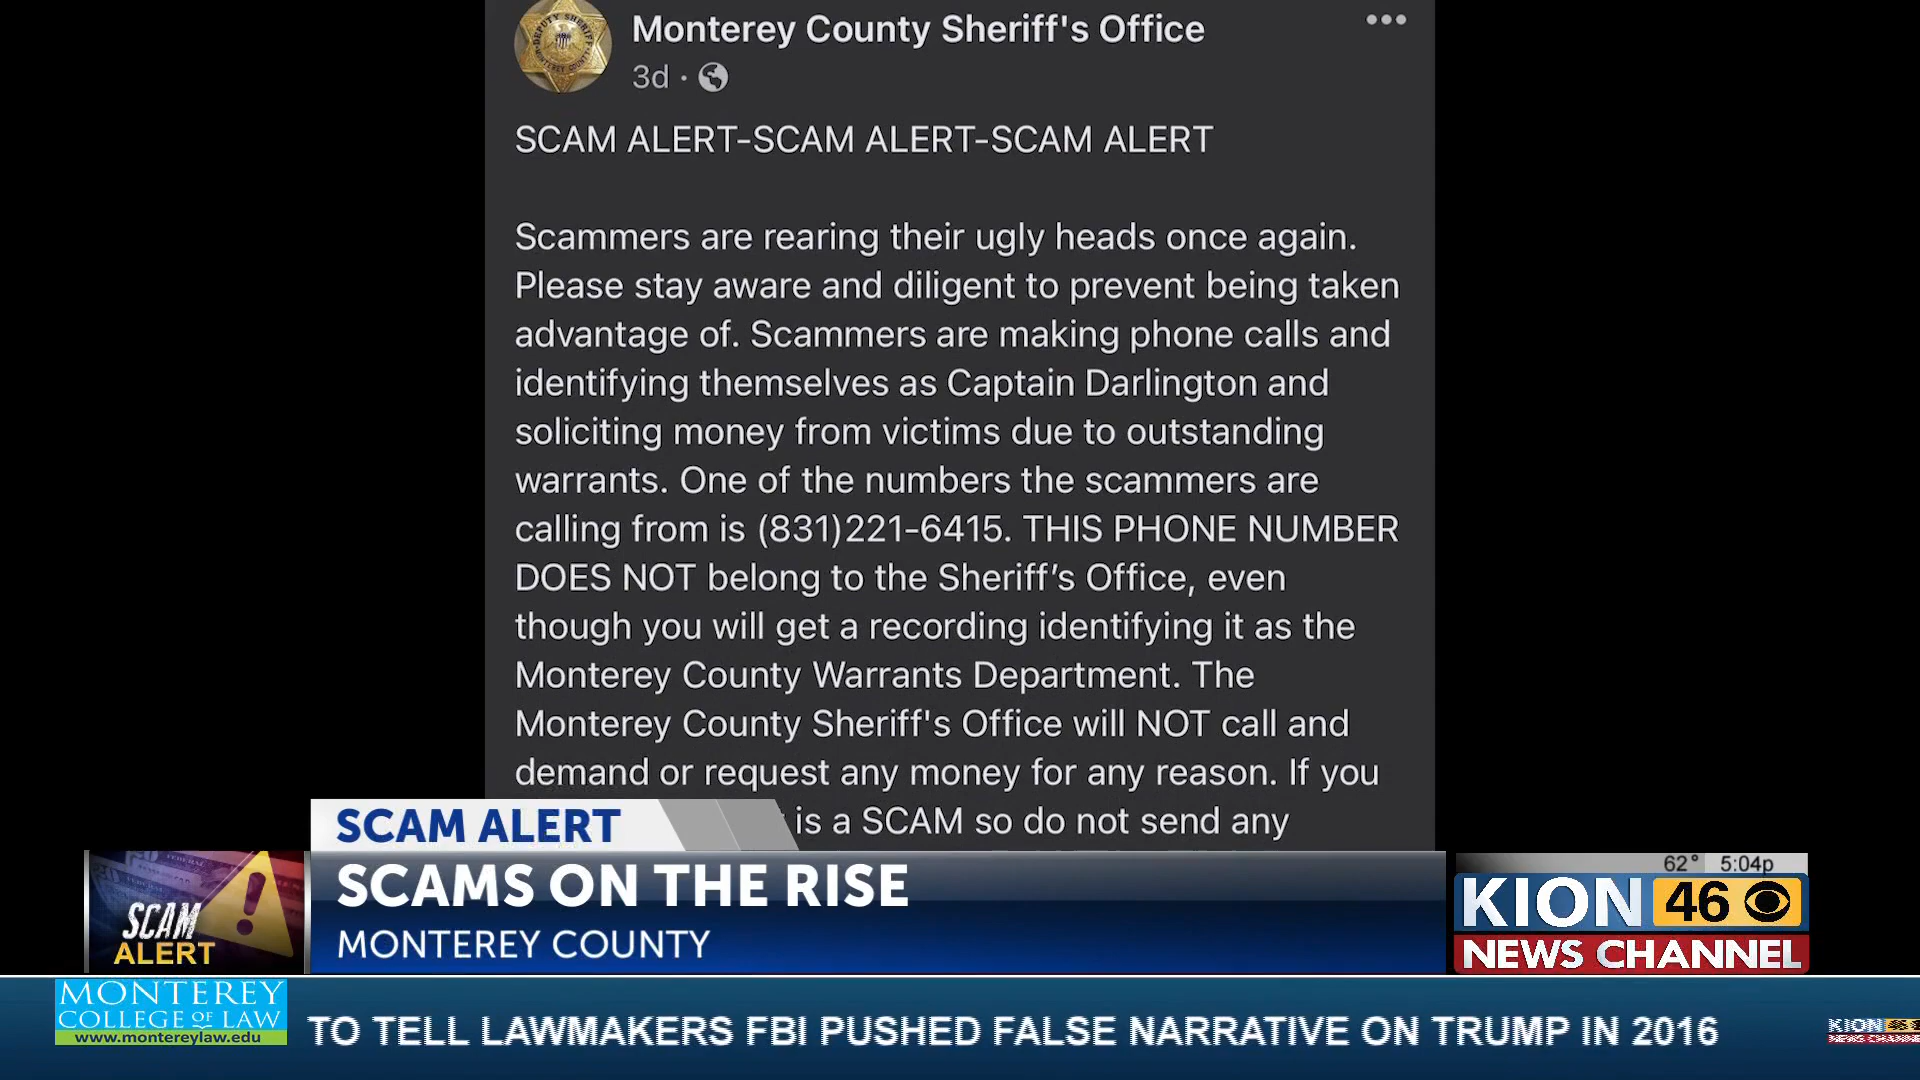 Monterey County Sheriff's Office
3d ·
SCAM ALERT-SCAM ALERT-SCAM ALERT
Scammers are rearing their ugly heads once again.
Please stay aware and diligent to prevent being taken
advantage of. Scammers are making phone calls and
identifying themselves as Captain Darlington and
soliciting money from victims due to outstanding
warrants. One of the numbers the scammers are
calling from is (831)221-6415. THIS PHONE NUMBER
DOES NOT belong to the Sheriff’s Office, even
though you will get a recording identifying it as the
Monterey County Warrants Department. The
Monterey County Sheriff's Office will NOT call and
demand or request any money for any reason. If you
is a SCAM so do not send any
SCAM ALERT
SCAMS ON THE RISE
MONTEREY COUNTY
SCAM
ALERT
62° 5:04p
KION 46
NEWS CHANNEL
MONTEREY
COLLEGE OF LAW
www.montereylaw.edu
TO TELL LAWMAKERS FBI PUSHED FALSE NARRATIVE ON TRUMP IN 2016
KION